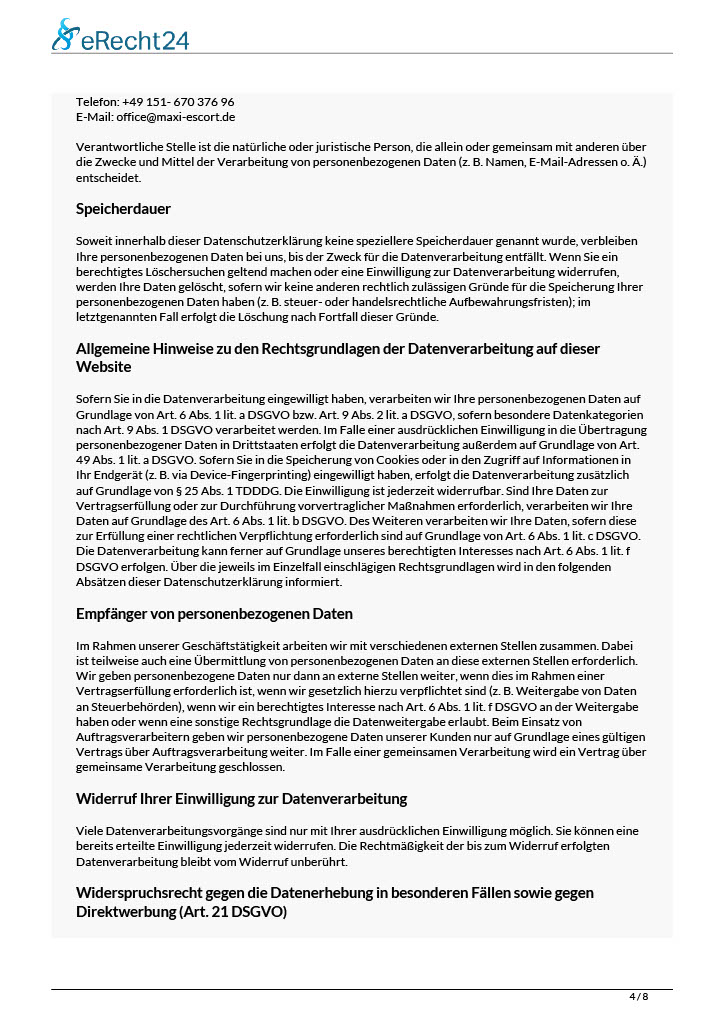 eRecht24
Telefon: +49 151- 670 376 96
E-Mail: office@maxi-escort.de
Verantwortliche Stelle ist die natürliche oder juristische Person, die allein oder gemeinsam mit anderen über
die Zwecke und Mittel der Verarbeitung von personenbezogenen Daten (z. B. Namen, E-Mail-Adressen o. Ä.)
entscheidet.
Speicherdauer
Soweit innerhalb dieser Datenschutzerklärung keine speziellere Speicherdauer genannt wurde, verbleiben
Ihre personenbezogenen Daten bei uns, bis der Zweck für die Datenverarbeitung entfällt. Wenn Sie ein
berechtigtes Löschersuchen geltend machen oder eine Einwilligung zur Datenverarbeitung widerrufen,
werden Ihre Daten gelöscht, sofern wir keine anderen rechtlich zulässigen Gründe für die Speicherung Ihrer
personenbezogenen Daten haben (z. B. steuer- oder handelsrechtliche Aufbewahrungsfristen); im
letztgenannten Fall erfolgt die Löschung nach Fortfall dieser Gründe.
Allgemeine Hinweise zu den Rechtsgrundlagen der Datenverarbeitung auf dieser
Website
Sofern Sie in die Datenverarbeitung eingewilligt haben, verarbeiten wir Ihre personenbezogenen Daten auf
Grundlage von Art. 6 Abs. 1 lit. a DSGVO bzw. Art. 9 Abs. 2 lit. a DSGVO, sofern besondere Datenkategorien
nach Art. 9 Abs. 1 DSGVO verarbeitet werden. Im Falle einer ausdrücklichen Einwilligung in die Übertragung
personenbezogener Daten in Drittstaaten erfolgt die Datenverarbeitung außerdem auf Grundlage von Art.
49 Abs. 1 lit. a DSGVO. Sofern Sie in die Speicherung von Cookies oder in den Zugriff auf Informationen in
Ihr Endgerät (z. B. via Device-Fingerprinting) eingewilligt haben, erfolgt die Datenverarbeitung zusätzlich
auf Grundlage von § 25 Abs. 1 TDDDG. Die Einwilligung ist jederzeit widerrufbar. Sind Ihre Daten zur
Vertragserfüllung oder zur Durchführung vorvertraglicher Maßnahmen erforderlich, verarbeiten wir Ihre
Daten auf Grundlage des Art. 6 Abs. 1 lit. b DSGVO. Des Weiteren verarbeiten wir Ihre Daten, sofern diese
zur Erfüllung einer rechtlichen Verpflichtung erforderlich sind auf Grundlage von Art. 6 Abs. 1 lit. c DSGVO.
Die Datenverarbeitung kann ferner auf Grundlage unseres berechtigten Interesses nach Art. 6 Abs. 1 lit. f
DSGVO erfolgen. Über die jeweils im Einzelfall einschlägigen Rechtsgrundlagen wird in den folgenden
Absätzen dieser Datenschutzerklärung informiert.
Empfänger von personenbezogenen Daten
Im Rahmen unserer Geschäftstätigkeit arbeiten wir mit verschiedenen externen Stellen zusammen. Dabei
ist teilweise auch eine Übermittlung von personenbezogenen Daten an diese externen Stellen erforderlich.
Wir geben personenbezogene Daten nur dann an externe Stellen weiter, wenn dies im Rahmen einer
Vertragserfüllung erforderlich ist, wenn wir gesetzlich hierzu verpflichtet sind (z. B. Weitergabe von Daten
an Steuerbehörden), wenn wir ein berechtigtes Interesse nach Art. 6 Abs. 1 lit. f DSGVO an der Weitergabe
haben oder wenn eine sonstige Rechtsgrundlage die Datenweitergabe erlaubt. Beim Einsatz von
Auftragsverarbeitern geben wir personenbezogene Daten unserer Kunden nur auf Grundlage eines gültigen
Vertrags über Auftragsverarbeitung weiter. Im Falle einer gemeinsamen Verarbeitung wird ein Vertrag über
gemeinsame Verarbeitung geschlossen.
Widerruf Ihrer Einwilligung zur Datenverarbeitung
Viele Datenverarbeitungsvorgänge sind nur mit Ihrer ausdrücklichen Einwilligung möglich. Sie können eine
bereits erteilte Einwilligung jederzeit widerrufen. Die Rechtmäßigkeit der bis zum Widerruf erfolgten
Datenverarbeitung bleibt vom Widerruf unberührt.
Widerspruchsrecht gegen die Datenerhebung in besonderen Fällen sowie gegen
Direktwerbung (Art. 21 DSGVO)
4 / 8